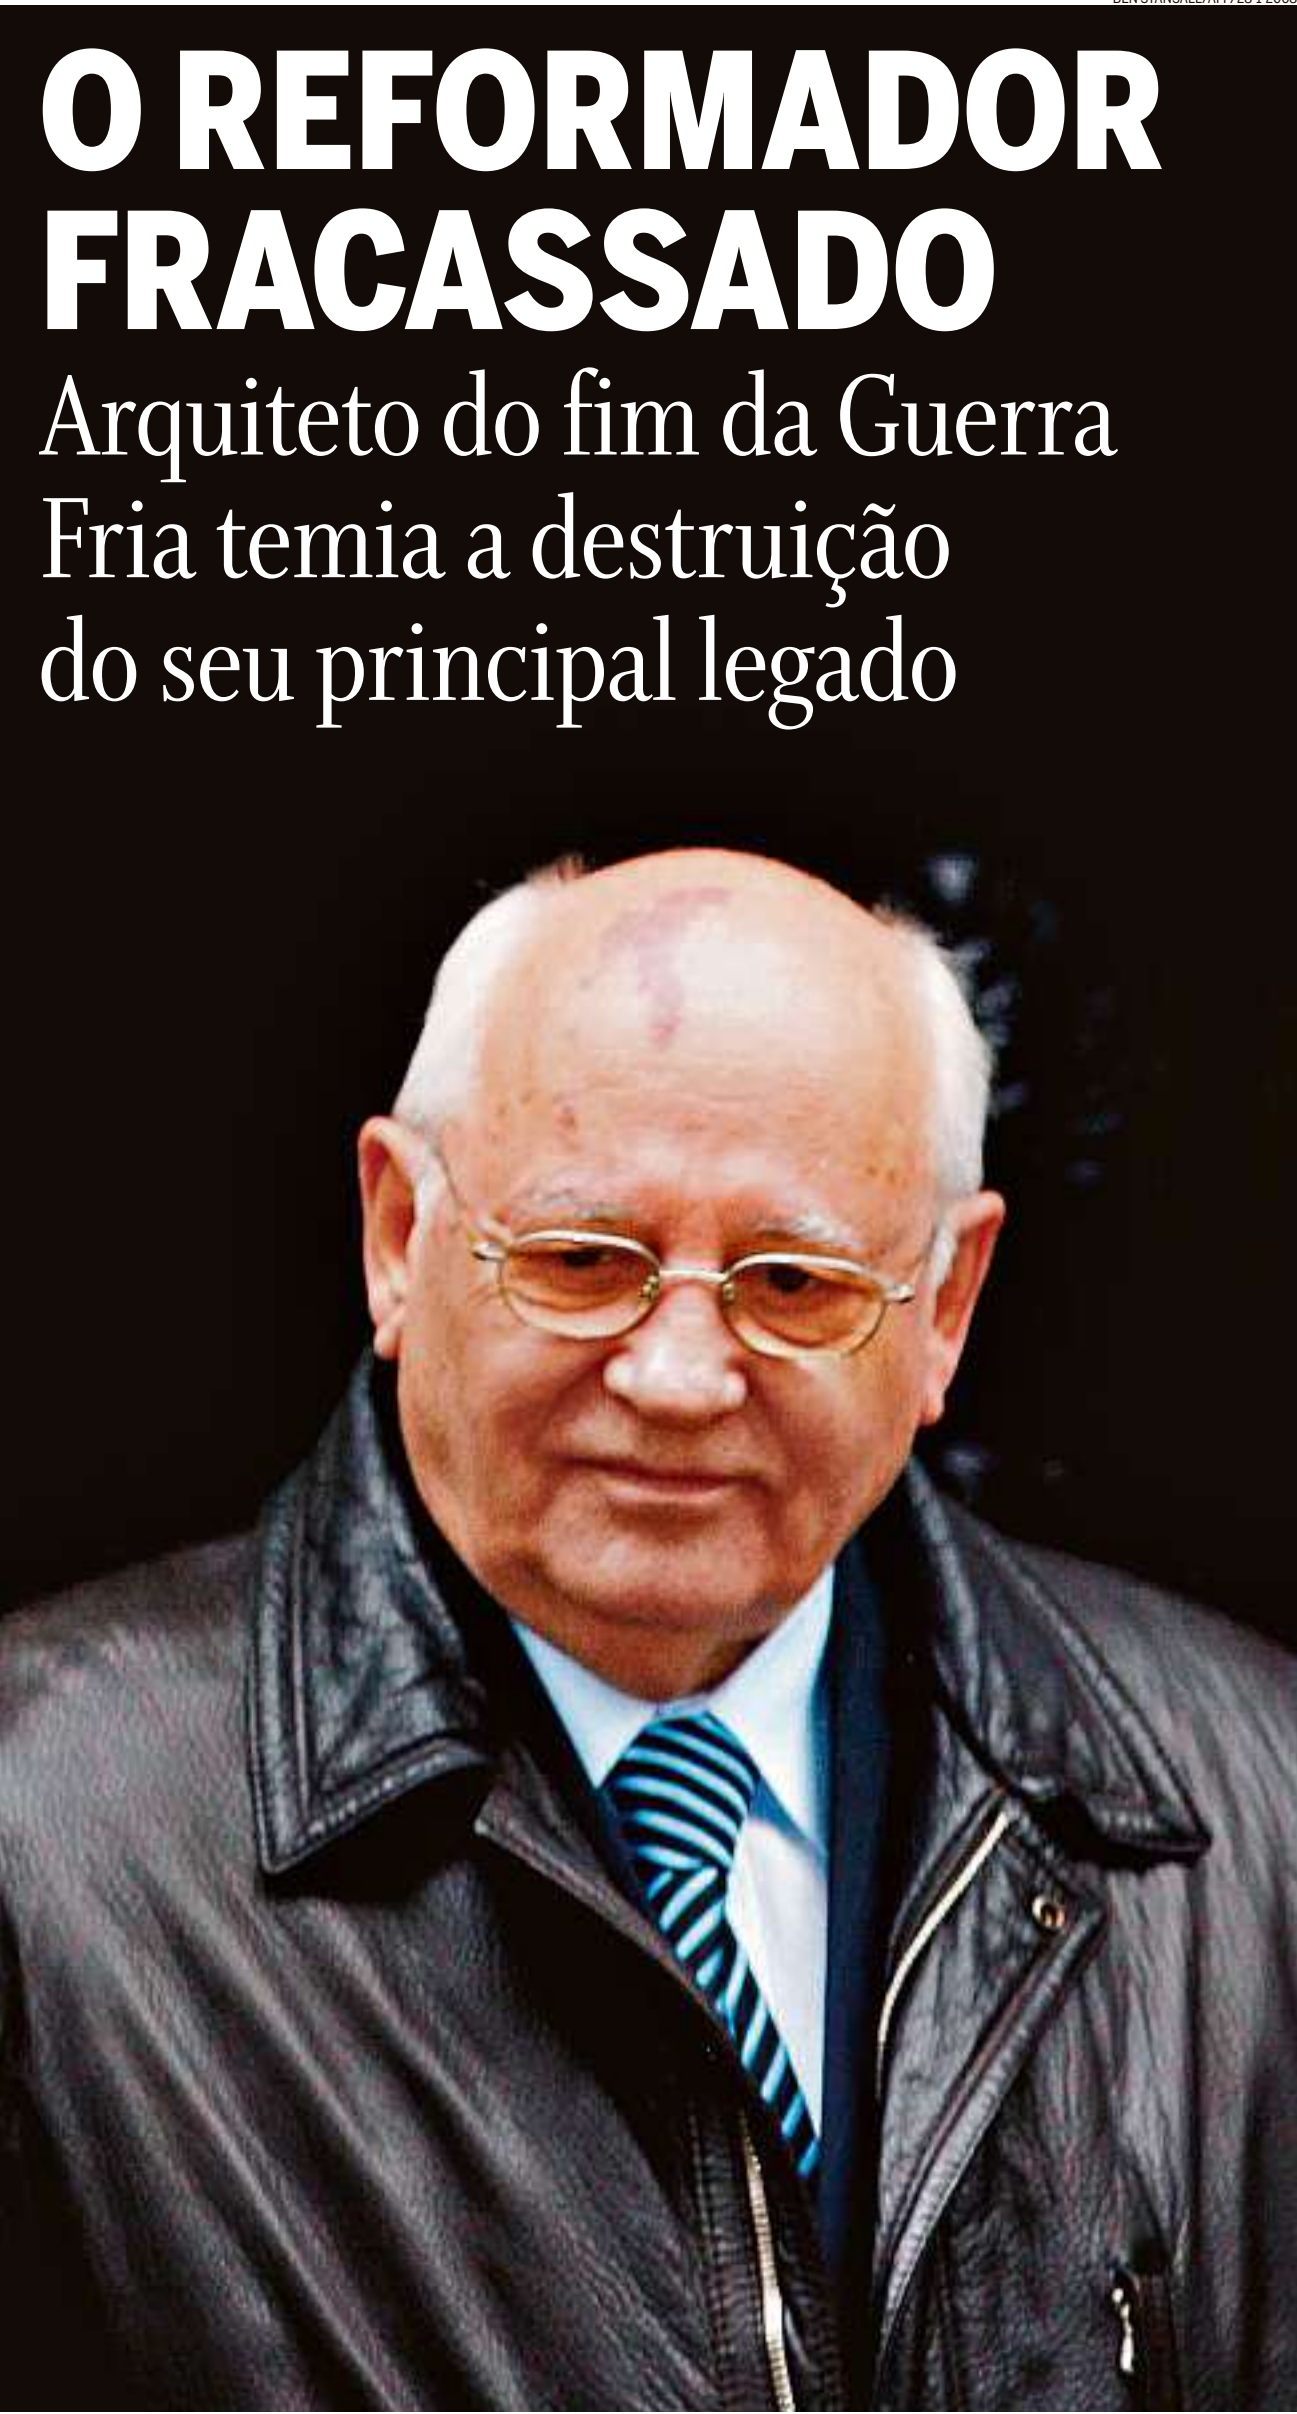 O REFORMADOR
FRACASSADO
Arquiteto do fim da Guerra
Fria temia a destruição
do seu principal legado